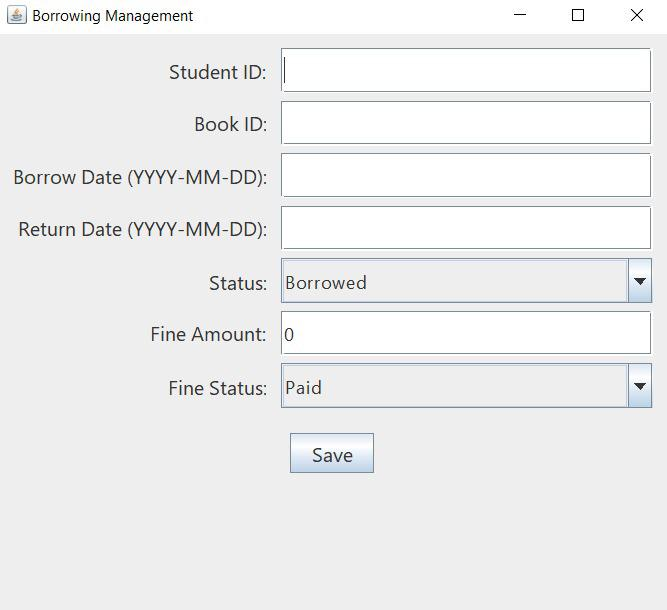 Borrowing Management
Student ID:
Book ID:
Borrow Date (YYYY-MM-DD):
Return Date (YYYY-MM-DD):
Status: Borrowed
Fine Amount: 0
Fine Status: Paid
Save